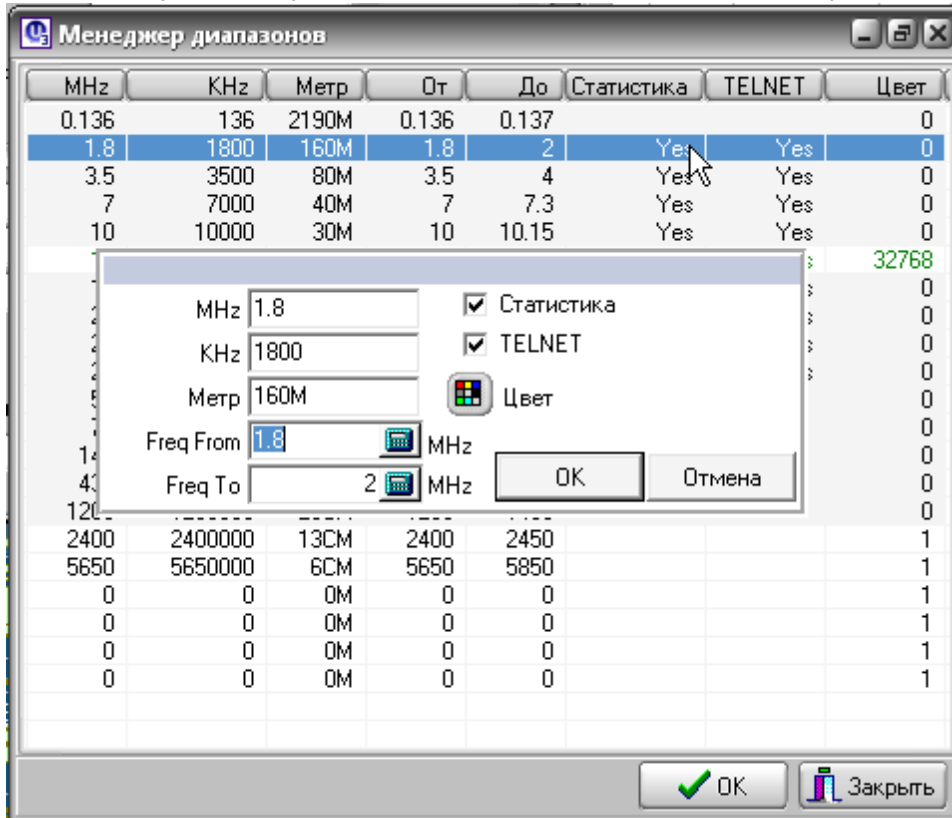 Менеджер диапазонов
MHz KHz Метр От До Статистика TELNET Цвет
0.136 136 2190M 0.136 0.137 0
1.8 1800 160M 1.8 2 Yes Yes 0
3.5 3500 80M 3.5 4 Yes Yes 0
7 7000 40M 7 7.3 Yes Yes 0
10 10000 30M 10 10.15 Yes Yes 0
32768
0
MHz 1.8 Статистика
0
KHz 1800 TELNET
0
0
Метр 160M Цвет
0
0
Freq From 1.8 MHz
0
Freq To 2 MHz OK Отмена
0
0
2400 2400000 13CM 2400 2450 1
5650 5650000 6CM 5650 5850 1
0 0 0M 0 0 1
0 0 0M 0 0 1
0 0 0M 0 0 1
0 0 0M 0 0 1
OK Закрыть